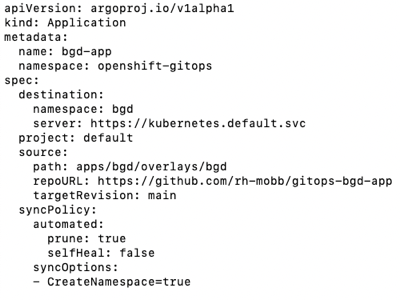 apiVersion: argoproj.io/v1alpha1
kind: Application
metadata:
  name: bgd-app
  namespace: openshift-gitops
spec:
  destination:
    namespace: bgd
    server: https://kubernetes.default.svc
  project: default
  source:
    path: apps/bgd/overlays/bgd
    repoURL: https://github.com/rh-mobb/gitops-bgd-app
    targetRevision: main
  syncPolicy:
    automated:
      prune: true
      selfHeal: false
    syncOptions:
    - CreateNamespace=true